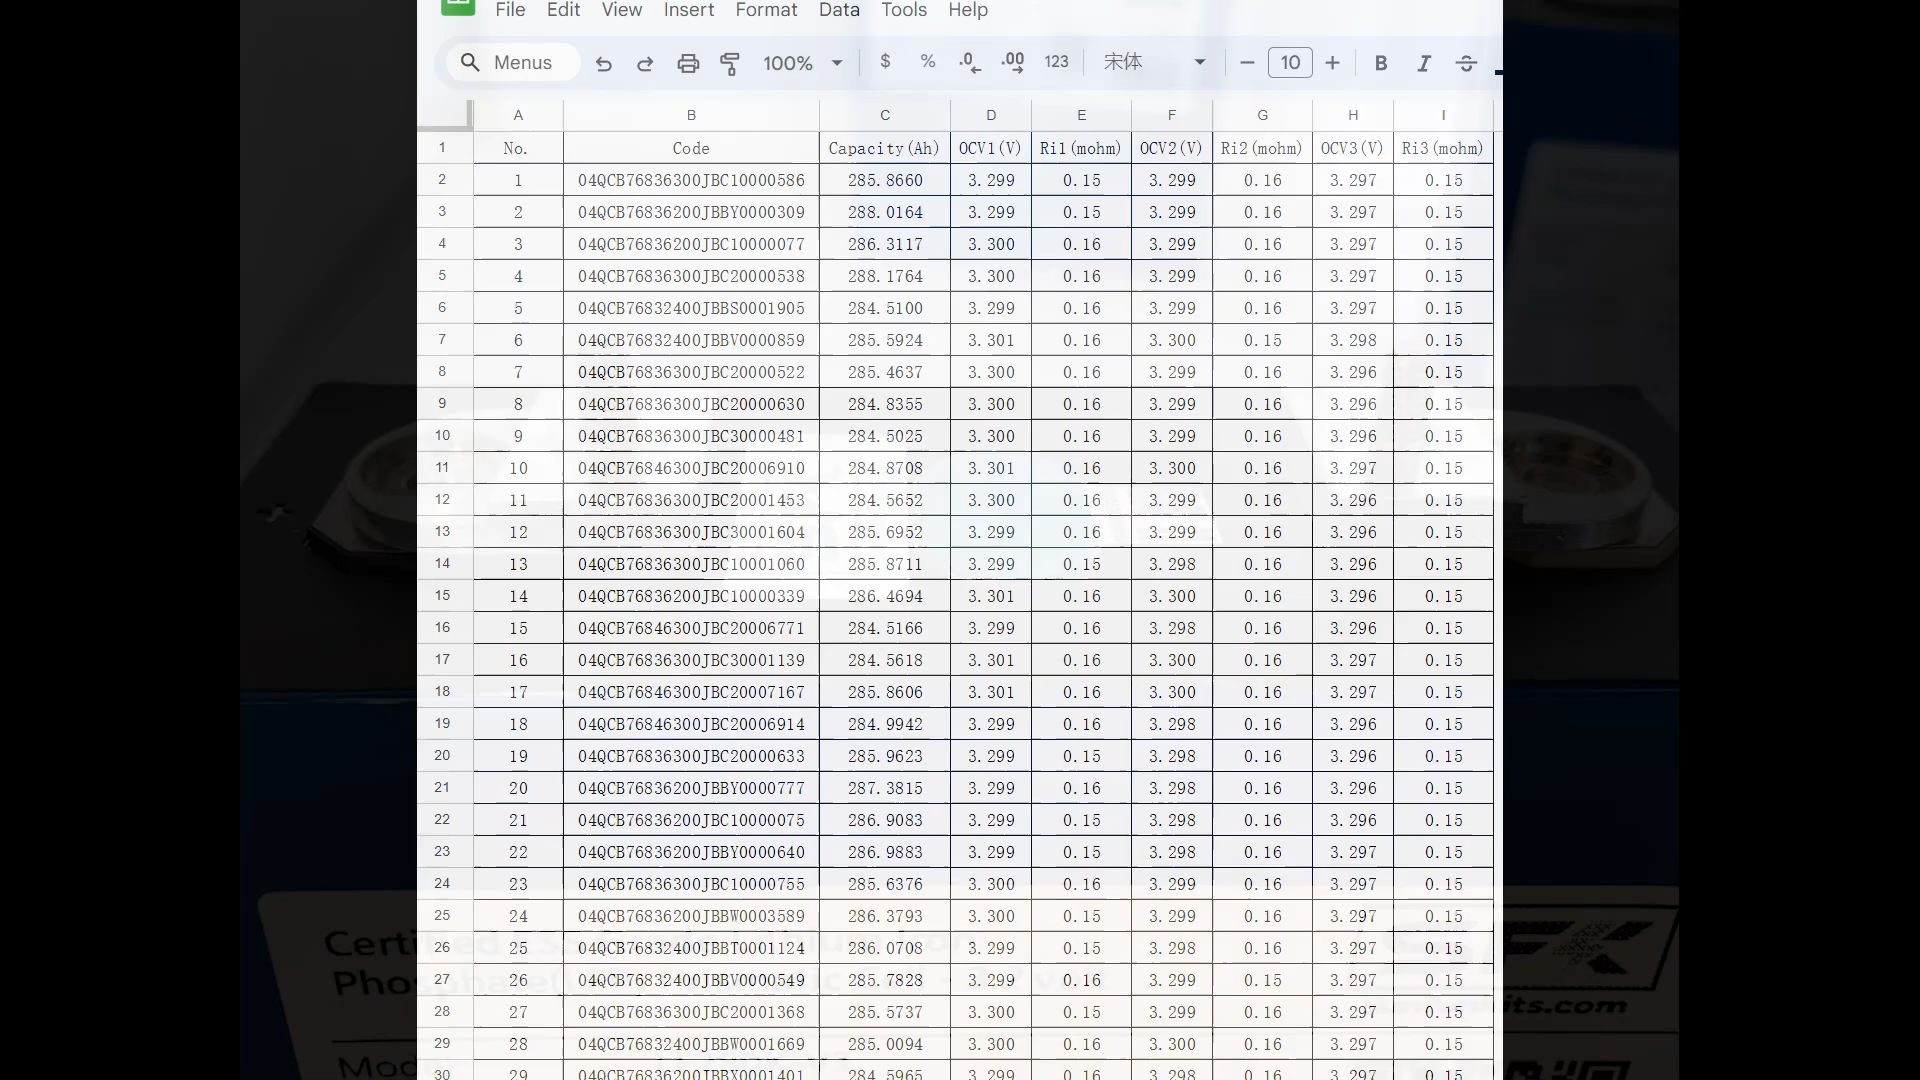 File Edit View Insert Format Data Tools Help
Menus 100% $ % .0 .00 123 宋体 10 B I S
A B C D E F G H I
1 No. Code Capacity(Ah) OCV1(V) Ri1(mohm) OCV2(V) Ri2(mohm) OCV3(V) Ri3(mohm)
2 1 04QCB76836300JBC10000586 285.8660 3.299 0.15 3.299 0.16 3.297 0.15
3 2 04QCB76836200JBBY0000309 288.0164 3.299 0.15 3.299 0.16 3.297 0.15
4 3 04QCB76836200JBC10000077 286.3117 3.300 0.16 3.299 0.16 3.297 0.15
5 4 04QCB76836300JBC20000538 288.1764 3.300 0.16 3.299 0.16 3.297 0.15
6 5 04QCB76832400JBBS0001905 284.5100 3.299 0.16 3.299 0.16 3.297 0.15
7 6 04QCB76832400JBBV0000859 285.5924 3.301 0.16 3.300 0.15 3.298 0.15
8 7 04QCB76836300JBC20000522 285.4637 3.300 0.16 3.299 0.16 3.296 0.15
9 8 04QCB76836300JBC20000630 284.8355 3.300 0.16 3.299 0.16 3.296 0.15
10 9 04QCB76836300JBC30000481 284.5025 3.300 0.16 3.299 0.16 3.296 0.15
11 10 04QCB76846300JBC20006910 284.8708 3.301 0.16 3.300 0.16 3.297 0.15
12 11 04QCB76836300JBC20001453 284.5652 3.300 0.16 3.299 0.16 3.296 0.15
13 12 04QCB76836300JBC30001604 285.6952 3.299 0.16 3.299 0.16 3.296 0.15
14 13 04QCB76836300JBC10001060 285.8711 3.299 0.15 3.298 0.16 3.296 0.15
15 14 04QCB76836200JBC10000339 286.4694 3.301 0.16 3.300 0.16 3.296 0.15
16 15 04QCB76846300JBC20006771 284.5166 3.299 0.16 3.298 0.16 3.296 0.15
17 16 04QCB76836300JBC30001139 284.5618 3.301 0.16 3.300 0.16 3.297 0.15
18 17 04QCB76846300JBC20007167 285.8606 3.301 0.16 3.300 0.16 3.297 0.15
19 18 04QCB76846300JBC20006914 284.9942 3.299 0.16 3.298 0.16 3.296 0.15
20 19 04QCB76836300JBC20000633 285.9623 3.299 0.15 3.298 0.16 3.296 0.15
21 20 04QCB76836200JBBY0000777 287.3815 3.299 0.16 3.298 0.16 3.296 0.15
22 21 04QCB76836200JBC10000075 286.9083 3.299 0.15 3.298 0.16 3.296 0.15
23 22 04QCB76836200JBBY0000640 286.9883 3.299 0.15 3.298 0.16 3.297 0.15
24 23 04QCB76836300JBC10000755 285.6376 3.300 0.16 3.299 0.16 3.297 0.15
25 24 04QCB76836200JBBW0003589 286.3793 3.300 0.15 3.299 0.16 3.297 0.15
26 25 04QCB76832400JBBT0001124 286.0708 3.299 0.15 3.298 0.16 3.297 0.15
27 26 04QCB76832400JBBV0000549 285.7828 3.299 0.16 3.299 0.15 3.297 0.15
28 27 04QCB76836300JBC20001368 285.5737 3.300 0.15 3.299 0.16 3.297 0.15
29 28 04QCB76832400JBBW0001669 285.0094 3.300 0.16 3.300 0.16 3.297 0.15
30 29 04QCB76836200JBBX0001401 284.5965 3.299 0.16 3.298 0.16 3.297 0.15